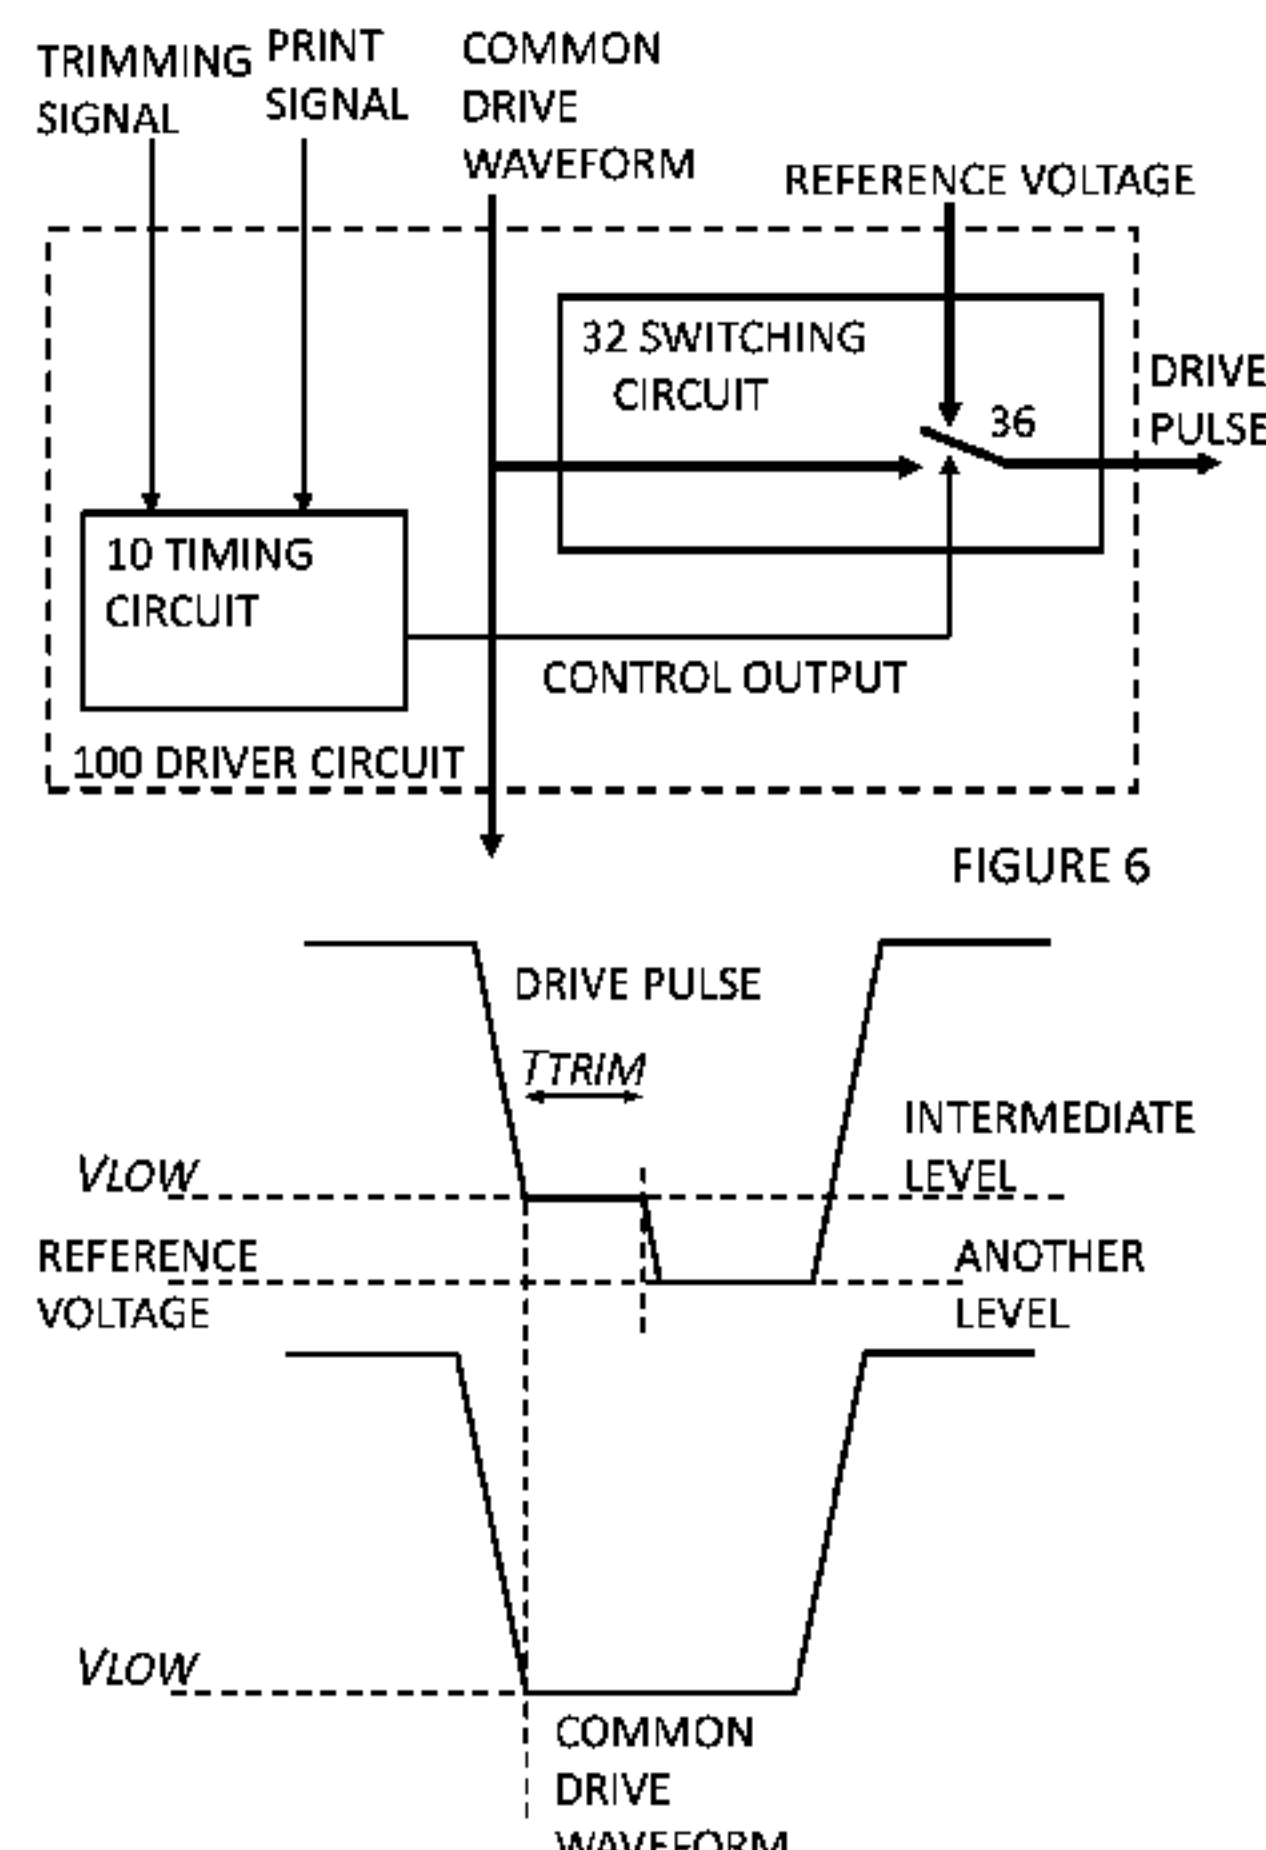 TRIMMING
SIGNAL
PRINT
SIGNAL
COMMON
DRIVE
WAVEFORM
REFERENCE VOLTAGE
32 SWITCHING
CIRCUIT
36
DRIVE
PULSE
10 TIMING
CIRCUIT
CONTROL OUTPUT
100 DRIVER CIRCUIT
FIGURE 6
DRIVE PULSE
TTRIM
VLOW
INTERMEDIATE
LEVEL
REFERENCE
VOLTAGE
ANOTHER
LEVEL
VLOW
COMMON
DRIVE
WAVEFORM